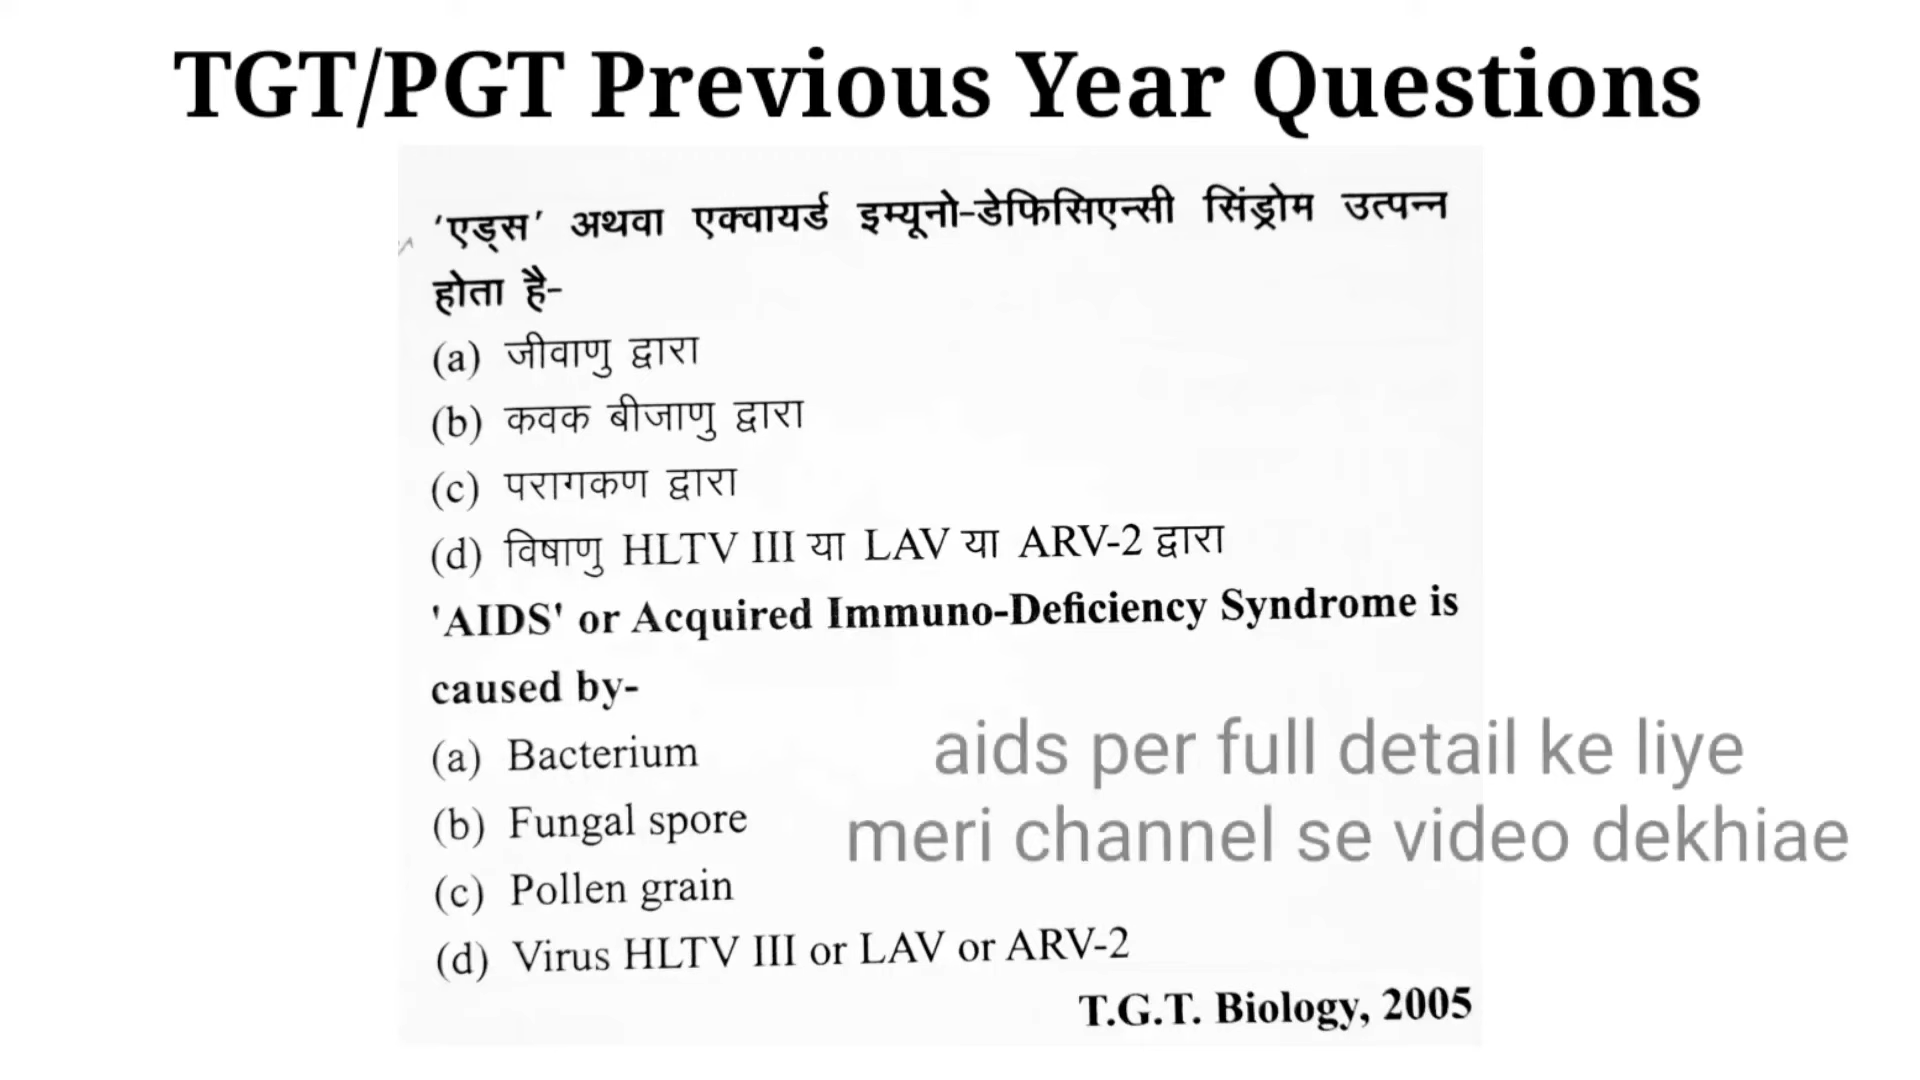 TGT/PGT Previous Year Questions
‘एड्स’ अथवा एक्वायर्ड इम्यूनो-डेफिसिएन्सी सिंड्रोम उत्पन्न
होता है-
(a) जीवाणु द्वारा
(b) कवक बीजाणु द्वारा
(c) परागकण द्वारा
(d) विषाणु HLTV III या LAV या ARV-2 द्वारा
'AIDS' or Acquired Immuno-Deficiency Syndrome is
caused by-
(a) Bacterium
(b) Fungal spore
(c) Pollen grain
(d) Virus HLTV III or LAV or ARV-2
T.G.T. Biology, 2005
aids per full detail ke liye
meri channel se video dekhiae